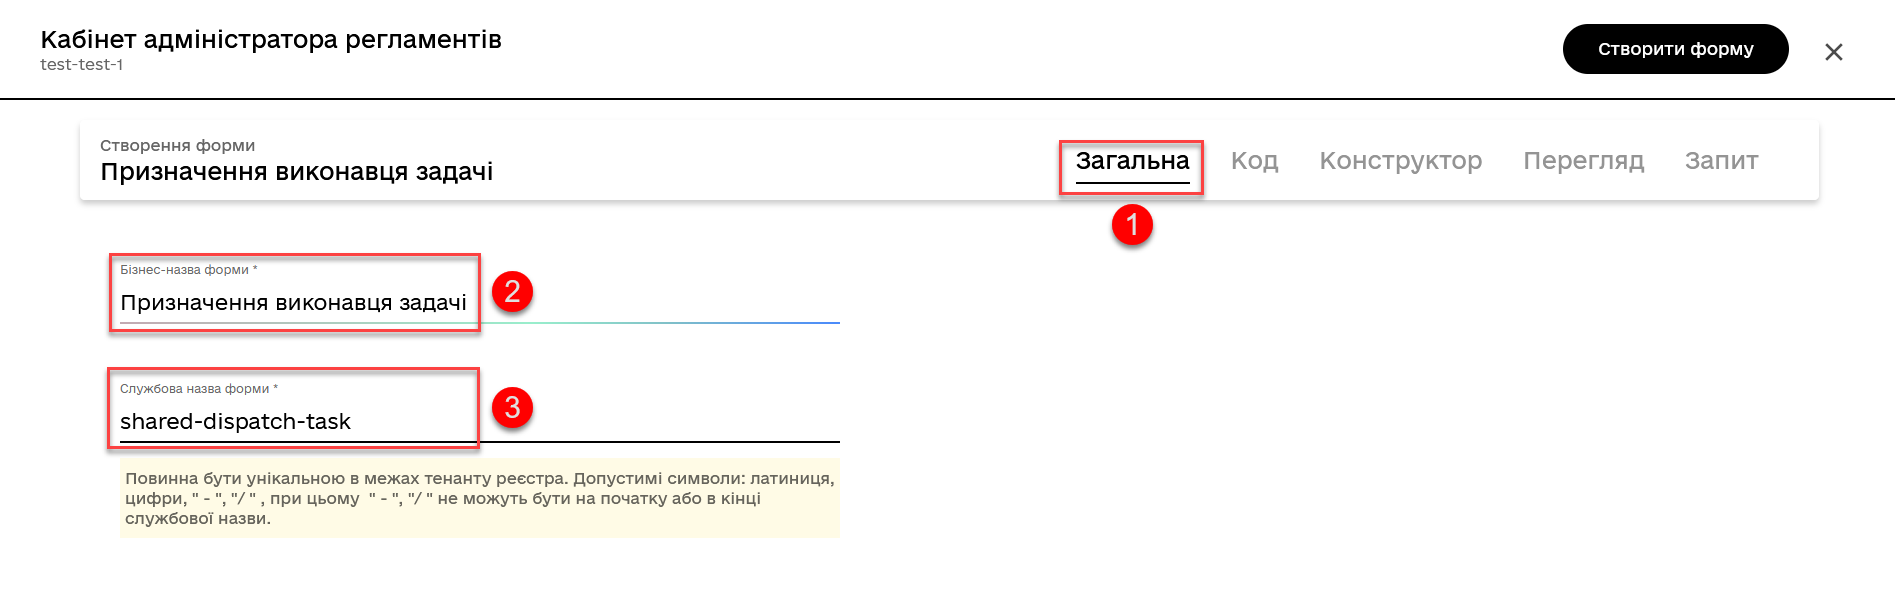 Кабінет адміністратора регламентів
test-test-1
Створити форму
Створення форми
Призначення виконавця задачі
Загальна Код Конструктор Перегляд Запит
1
Бізнес-назва форми *
Призначення виконавця задачі
2
Службова назва форми *
shared-dispatch-task
3
Повинна бути унікальною в межах тенанту реєстра. Допустимі символи: латиниця,
цифри, " - ", "/ " , при цьому  " - ", "/ " не можуть бути на початку або в кінці
службової назви.